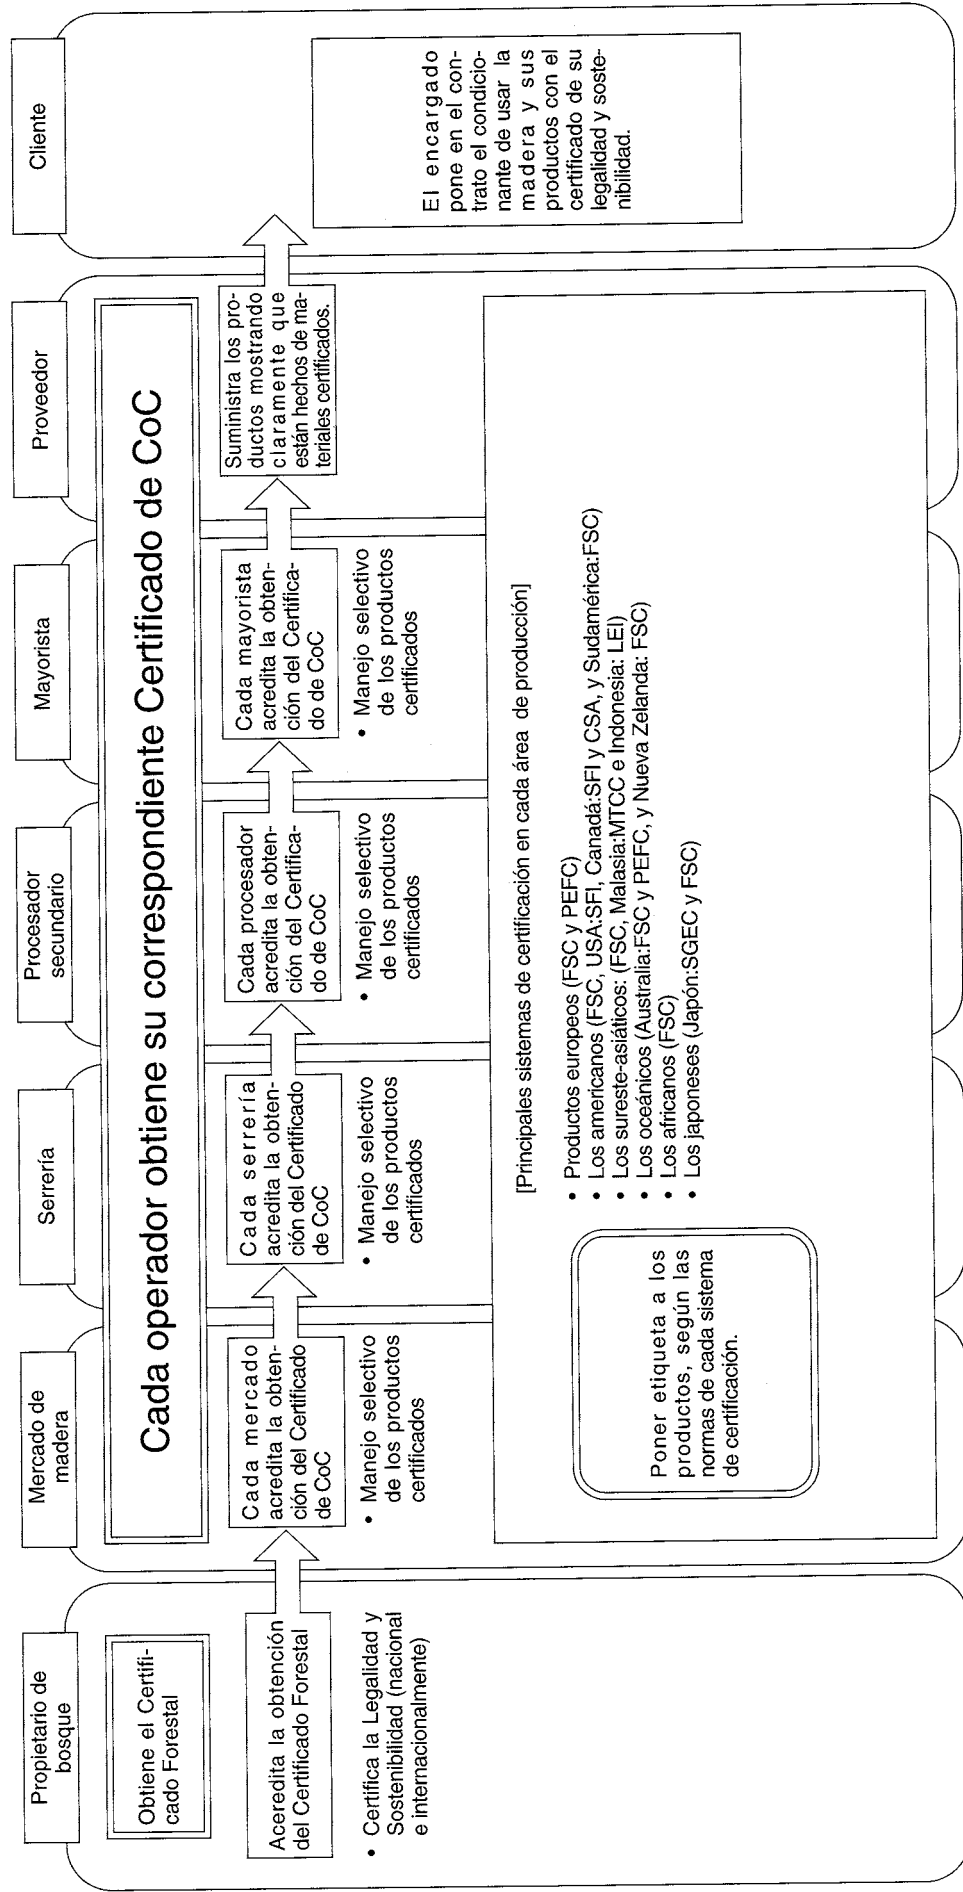 Propietario de
bosque
Obtiene el Certifi-
cado Forestal
Aceredita la obtención
del Certificado Forestal
• Certifica la Legalidad y
Sostenibilidad (nacional
e internacionalmente)
Mercado de
madera
Serrería
Procesador
secundario
Mayorista
Proveedor
Cliente
Cada operador obtiene su correspondiente Certificado de CoC
Cada mercado
acredita la obten-
ción del Certificado
de CoC
• Manejo selectivo
de los productos
certificados
Cada serrería
acredita la obten-
ción del Certificado
de CoC
• Manejo selectivo
de los productos
certificados
Cada procesador
acredita la obten-
ción del Certifica-
do de CoC
• Manejo selectivo
de los productos
certificados
Cada mayorista
acredita la obten-
ción del Certifica-
do de CoC
• Manejo selectivo
de los productos
certificados
Suministra los pro-
ductos mostrando
claramente que
están hechos de ma-
teriales certificados.
El encargado
pone en el con-
trato el condicio-
nante de usar la
madera y sus
productos con el
certificado de su
legalidad y soste-
nibilidad.
Poner etiqueta a los
productos, según las
normas de cada sistema
de certificación.
[Principales sistemas de certificación en cada área de producción]
• Productos europeos (FSC y PEFC)
• Los americanos (FSC, USA:SFI, Canadá:SFI y CSA, y Sudamérica:FSC)
• Los sureste-asiáticos: (FSC, Malasia:MTCC e Indonesia: LEI)
• Los oceánicos (Australia:FSC y PEFC, y Nueva Zelanda: FSC)
• Los africanos (FSC)
• Los japoneses (Japón:SGEC y FSC)